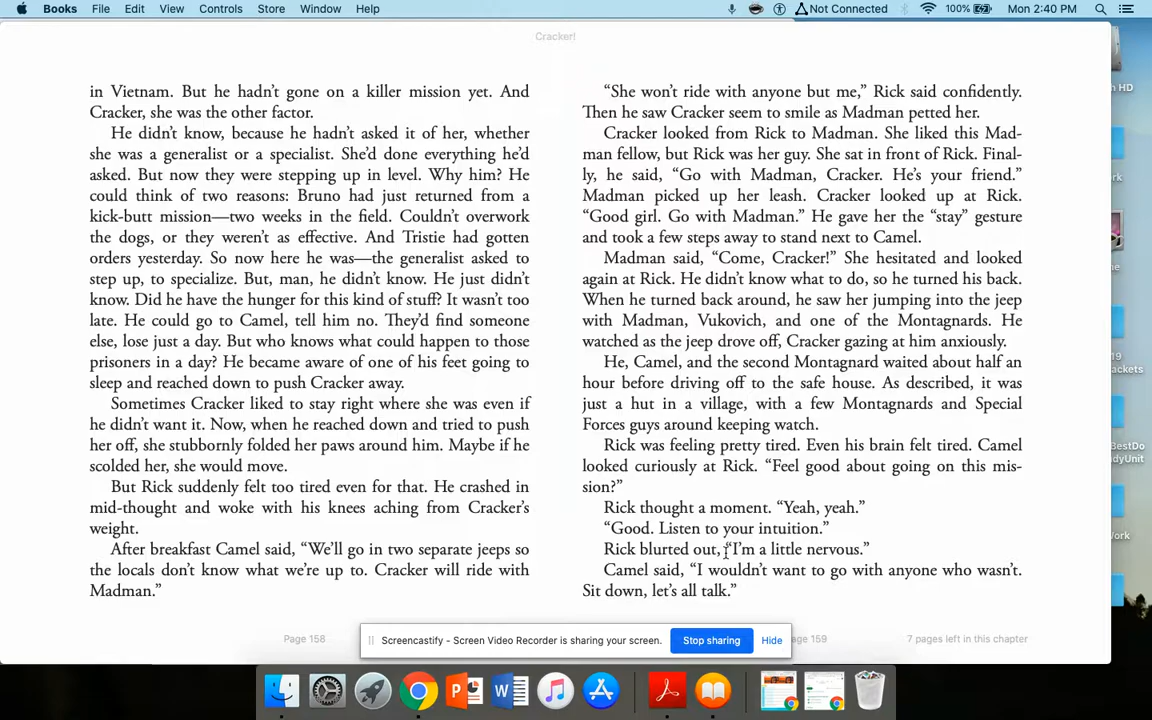 Books File Edit View Controls Store Window Help Not Connected 100% Mon 2:40 PM
Cracker!
in Vietnam. But he hadn't gone on a killer mission yet. And
Cracker, she was the other factor.
He didn't know, because he hadn't asked it of her, whether
she was a generalist or a specialist. She'd done everything he'd
asked. But now they were stepping up in level. Why him? He
could think of two reasons: Bruno had just returned from a
kick-butt mission—two weeks in the field. Couldn't overwork
the dogs, or they weren't as effective. And Tristie had gotten
orders yesterday. So now here he was—the generalist asked to
step up, to specialize. But, man, he didn't know. He just didn't
know. Did he have the hunger for this kind of stuff? It wasn't too
late. He could go to Camel, tell him no. They'd find someone
else, lose just a day. But who knows what could happen to those
prisoners in a day? He became aware of one of his feet going to
sleep and reached down to push Cracker away.
Sometimes Cracker liked to stay right where she was even if
he didn't want it. Now, when he reached down and tried to push
her off, she stubbornly folded her paws around him. Maybe if he
scolded her, she would move.
But Rick suddenly felt too tired even for that. He crashed in
mid-thought and woke with his knees aching from Cracker's
weight.
After breakfast Camel said, “We'll go in two separate jeeps so
the locals don't know what we're up to. Cracker will ride with
Madman.”
Page 158
“She won't ride with anyone but me,” Rick said confidently.
Then he saw Cracker seem to smile as Madman petted her.
Cracker looked from Rick to Madman. She liked this Mad-
man fellow, but Rick was her guy. She sat in front of Rick. Final-
ly, he said, “Go with Madman, Cracker. He's your friend.”
Madman picked up her leash. Cracker looked up at Rick.
“Good girl. Go with Madman.” He gave her the “stay” gesture
and took a few steps away to stand next to Camel.
Madman said, “Come, Cracker!” She hesitated and looked
again at Rick. He didn't know what to do, so he turned his back.
When he turned back around, he saw her jumping into the jeep
with Madman, Vukovich, and one of the Montagnards. He
watched as the jeep drove off, Cracker gazing at him anxiously.
He, Camel, and the second Montagnard waited about half an
hour before driving off to the safe house. As described, it was
just a hut in a village, with a few Montagnards and Special
Forces guys around keeping watch.
Rick was feeling pretty tired. Even his brain felt tired. Camel
looked curiously at Rick. “Feel good about going on this mis-
sion?”
Rick thought a moment. “Yeah, yeah.”
“Good. Listen to your intuition.”
Rick blurted out, “I'm a little nervous.”
Camel said, “I wouldn't want to go with anyone who wasn't.
Sit down, let's all talk.”
age 159
7 pages left in this chapter
Screencastify - Screen Video Recorder is sharing your screen. Stop sharing Hide
HD
rk
ne
19
ackets
BestDo
dyUnit
Work